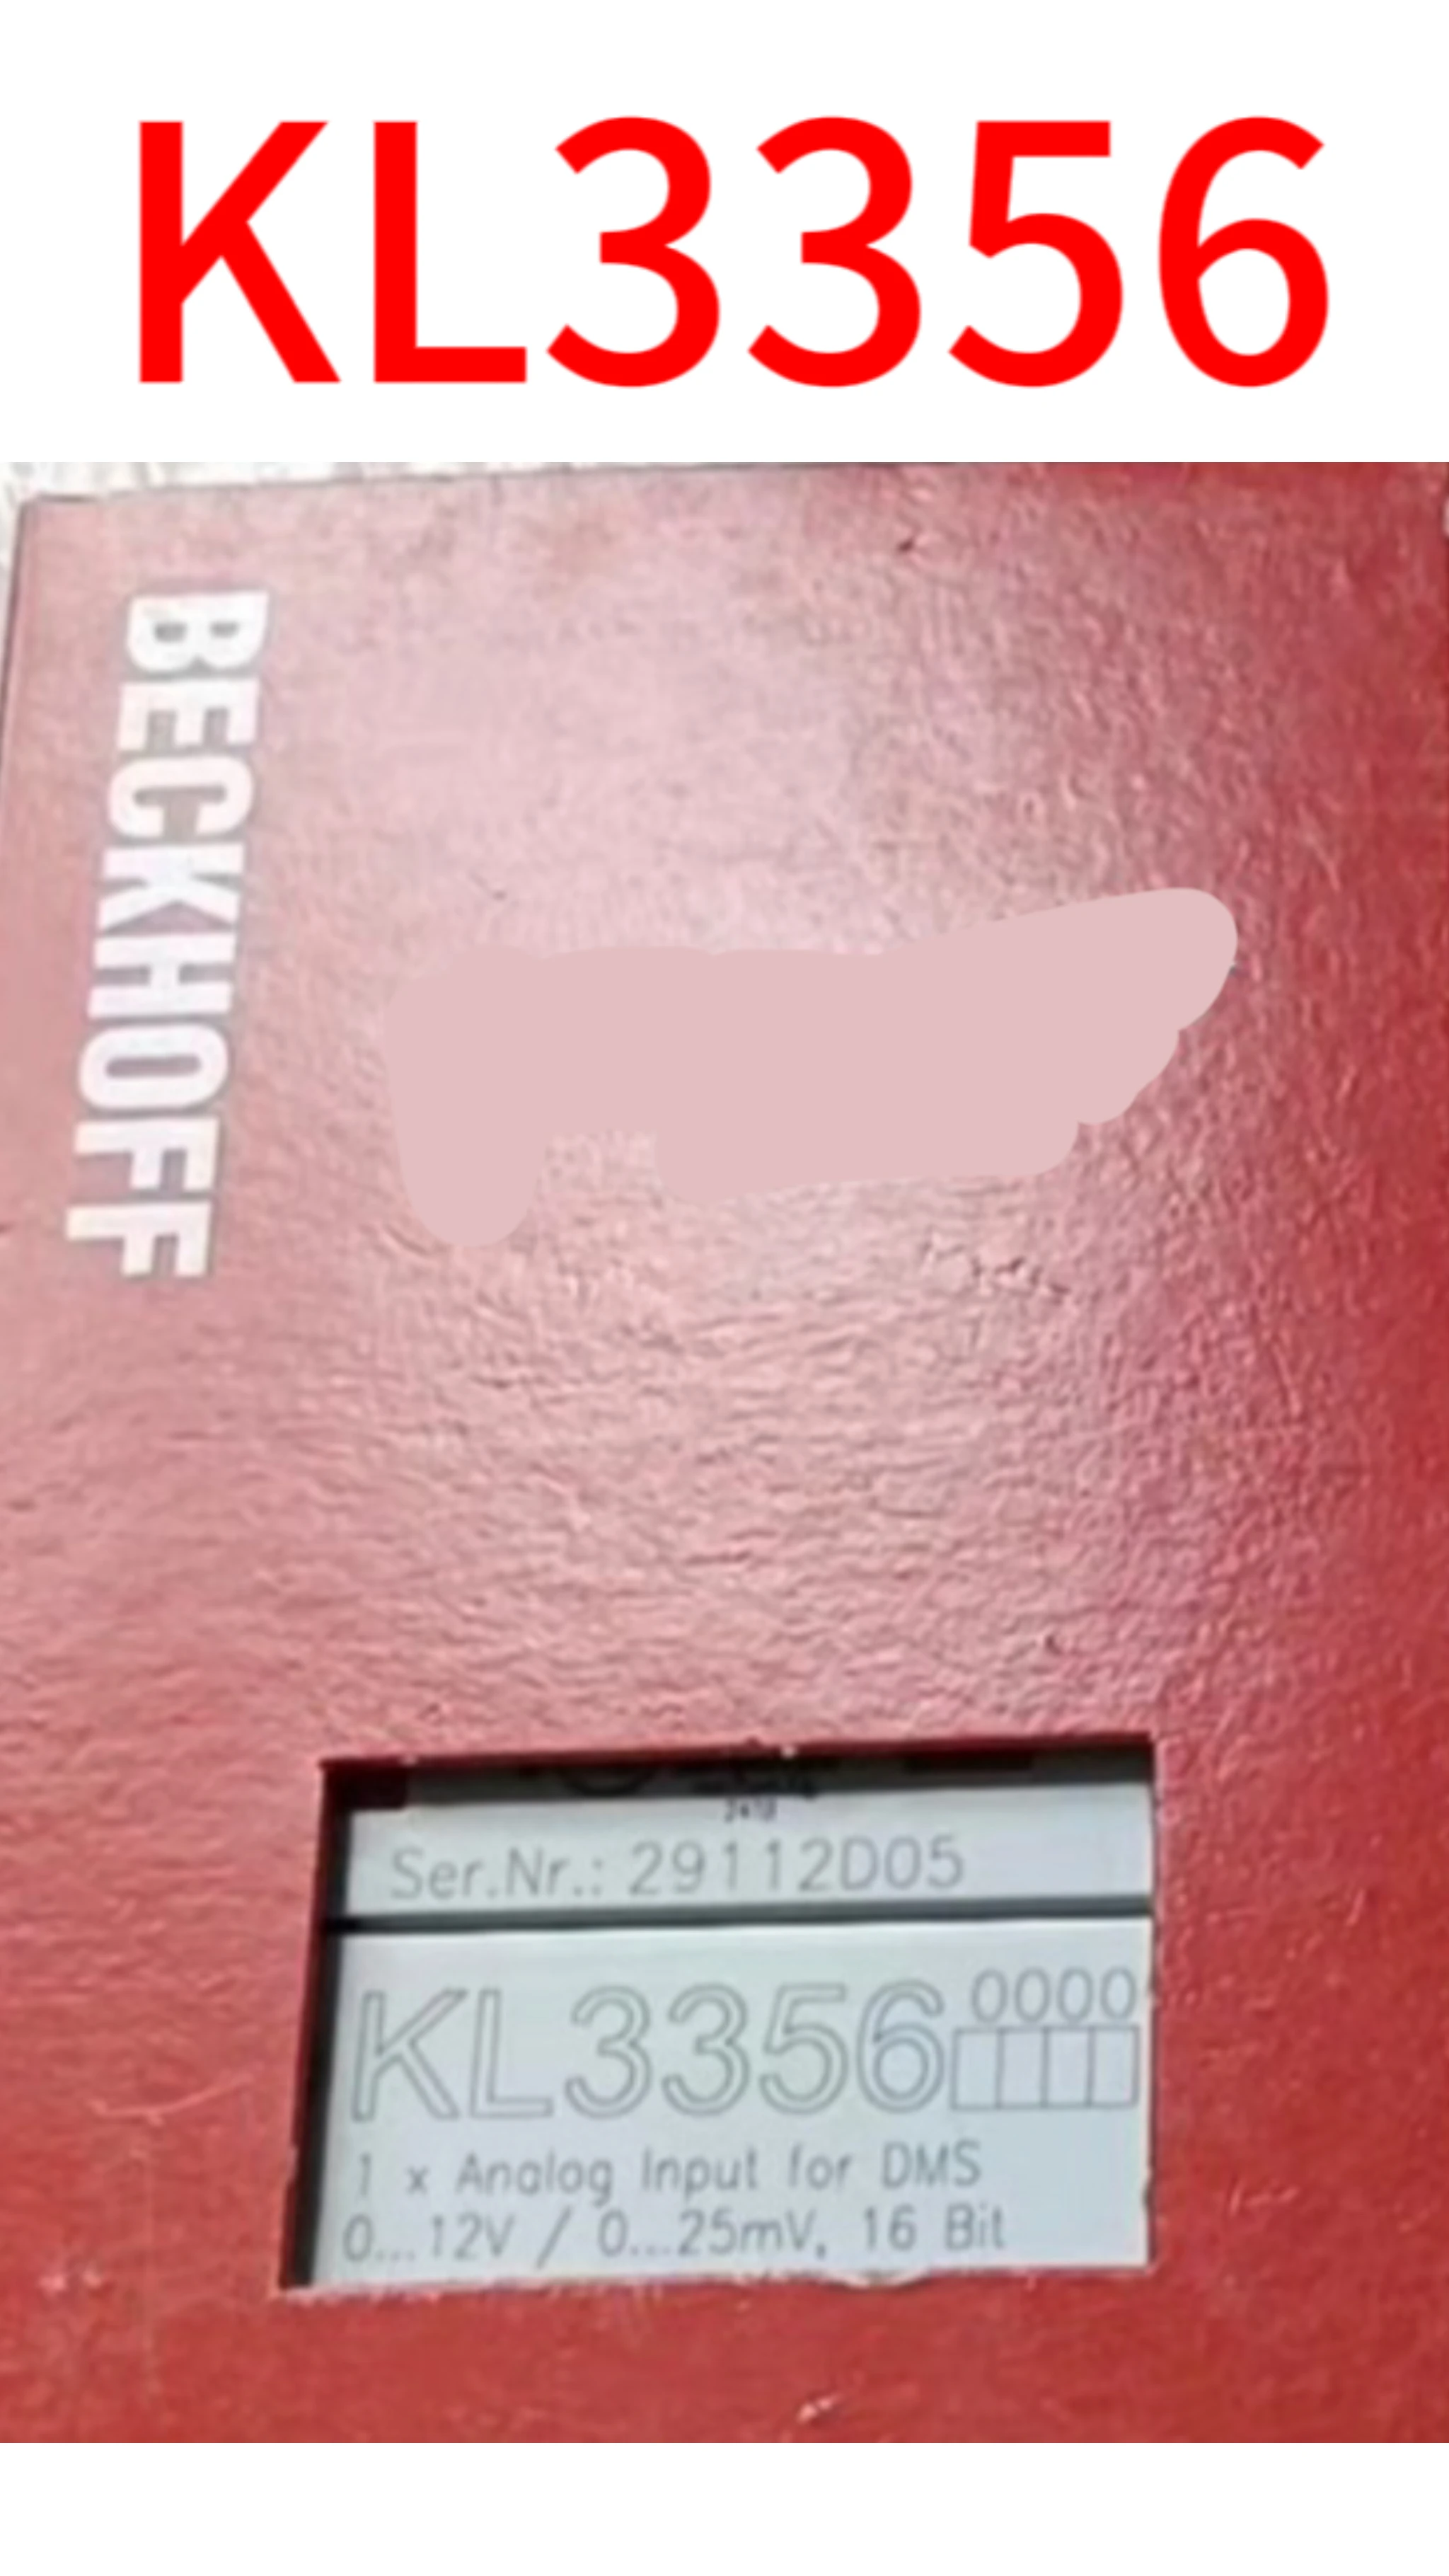 KL3356
BECKHOFF
Ser.Nr.: 29112D05
KL3356 0000
1 x Analog Input for DMS
0...12V / 0...25mV, 16 Bit